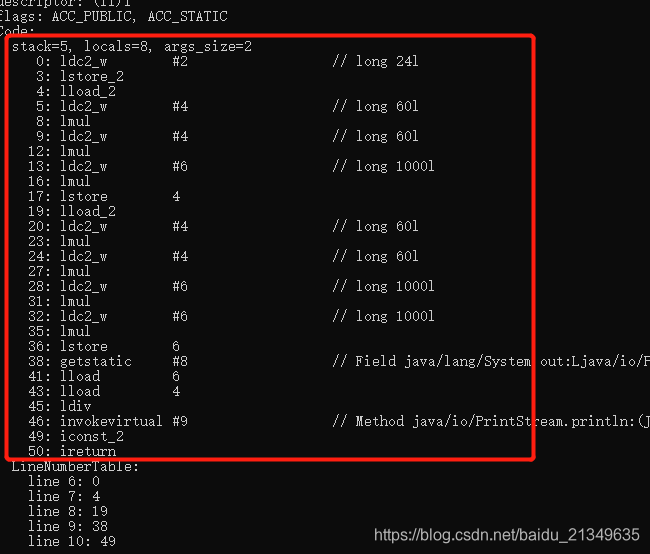 descriptor: (II)I
flags: ACC_PUBLIC, ACC_STATIC
Code:
stack=5, locals=8, args_size=2
0: ldc2_w #2 // long 24l
3: lstore_2
4: lload_2
5: ldc2_w #4 // long 60l
8: lmul
9: ldc2_w #4 // long 60l
12: lmul
13: ldc2_w #6 // long 1000l
16: lmul
17: lstore 4
19: lload_2
20: ldc2_w #4 // long 60l
23: lmul
24: ldc2_w #4 // long 60l
27: lmul
28: ldc2_w #6 // long 1000l
31: lmul
32: ldc2_w #6 // long 1000l
35: lmul
36: lstore 6
38: getstatic #8 // Field java/lang/System.out:Ljava/io/P
41: lload 6
43: lload 4
45: ldiv
46: invokevirtual #9 // Method java/io/PrintStream.println:(J
49: iconst_2
50: ireturn
LineNumberTable:
line 6: 0
line 7: 4
line 8: 19
line 9: 38
line 10: 49
https://blog.csdn.net/baidu_21349635